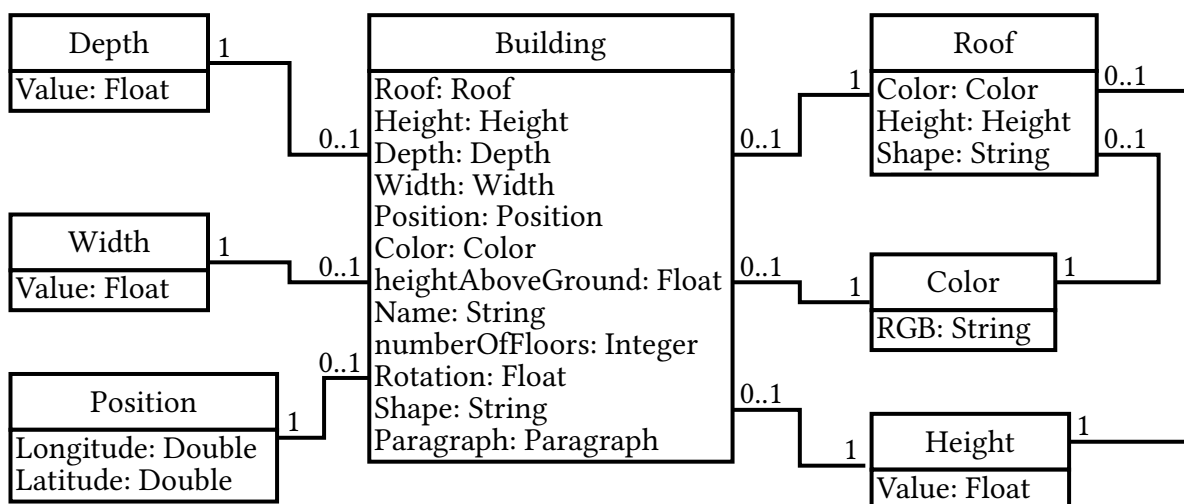 Depth
Value: Float
1
0..1
Width
Value: Float
1
0..1
Position
Longitude: Double
Latitude: Double
1
0..1
Building
Roof: Roof
Height: Height
Depth: Depth
Width: Width
Position: Position
Color: Color
heightAboveGround: Float
Name: String
numberOfFloors: Integer
Rotation: Float
Shape: String
Paragraph: Paragraph
0..1
1
0..1
1
0..1
1
Roof
Color: Color
Height: Height
Shape: String
0..1
0..1
Color
RGB: String
1
Height
Value: Float
1